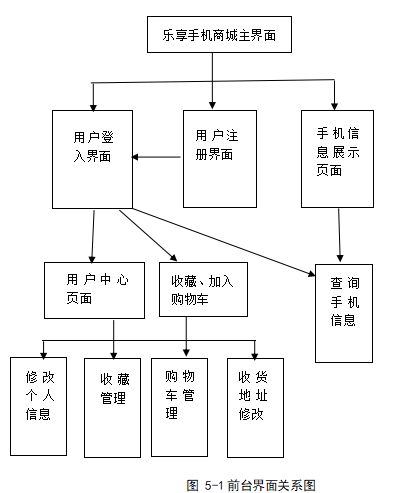 乐享手机商城主界面
用户登
入界面
用户注
册界面
手机信
息展示
页面
用户中心
页面
收藏、加入
购物车
查询
手机
信息
修改
个人
信息
收藏
管理
购物
车管
理
收货
地址
修改
图 5-1前台界面关系图